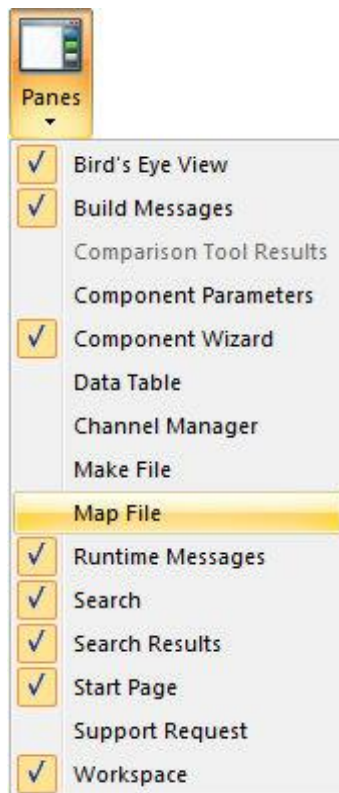 Panes
Bird's Eye View
Build Messages
Comparison Tool Results
Component Parameters
Component Wizard
Data Table
Channel Manager
Make File
Map File
Runtime Messages
Search
Search Results
Start Page
Support Request
Workspace